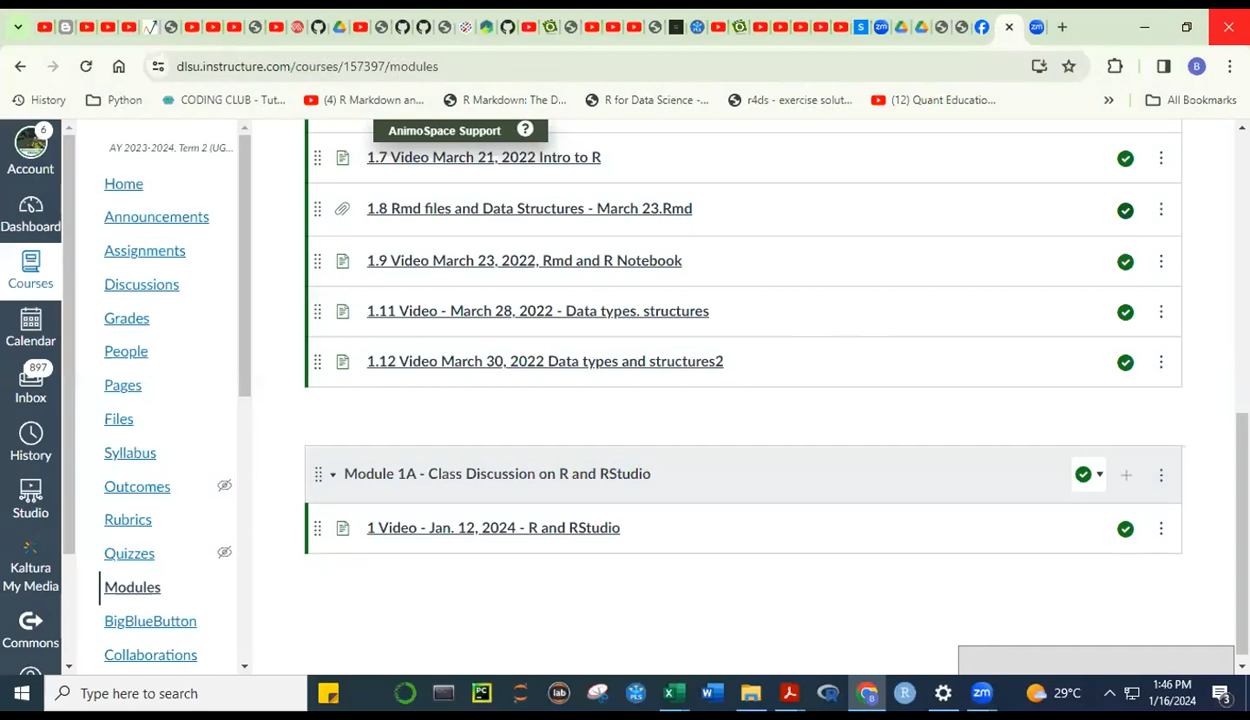 dlsu.instructure.com/courses/157397/modules
B
History
Python
CODING CLUB - Tut...
(4) R Markdown an...
R Markdown: The D...
R for Data Science -...
r4ds - exercise solut...
(12) Quant Educatio...
All Bookmarks
6
Account
Dashboard
Courses
Calendar
897
Inbox
History
Studio
Kaltura
My Media
Commons
AY 2023-2024, Term 2 (UG...
Home
Announcements
Assignments
Discussions
Grades
People
Pages
Files
Syllabus
Outcomes
Rubrics
Quizzes
Modules
BigBlueButton
Collaborations
AnimoSpace Support ?
1.7 Video March 21, 2022 Intro to R
1.8 Rmd files and Data Structures - March 23.Rmd
1.9 Video March 23, 2022, Rmd and R Notebook
1.11 Video - March 28, 2022 - Data types. structures
1.12 Video March 30, 2022 Data types and structures2
Module 1A - Class Discussion on R and RStudio
1 Video - Jan. 12, 2024 - R and RStudio
Type here to search
29°C
1:46 PM
1/16/2024
3